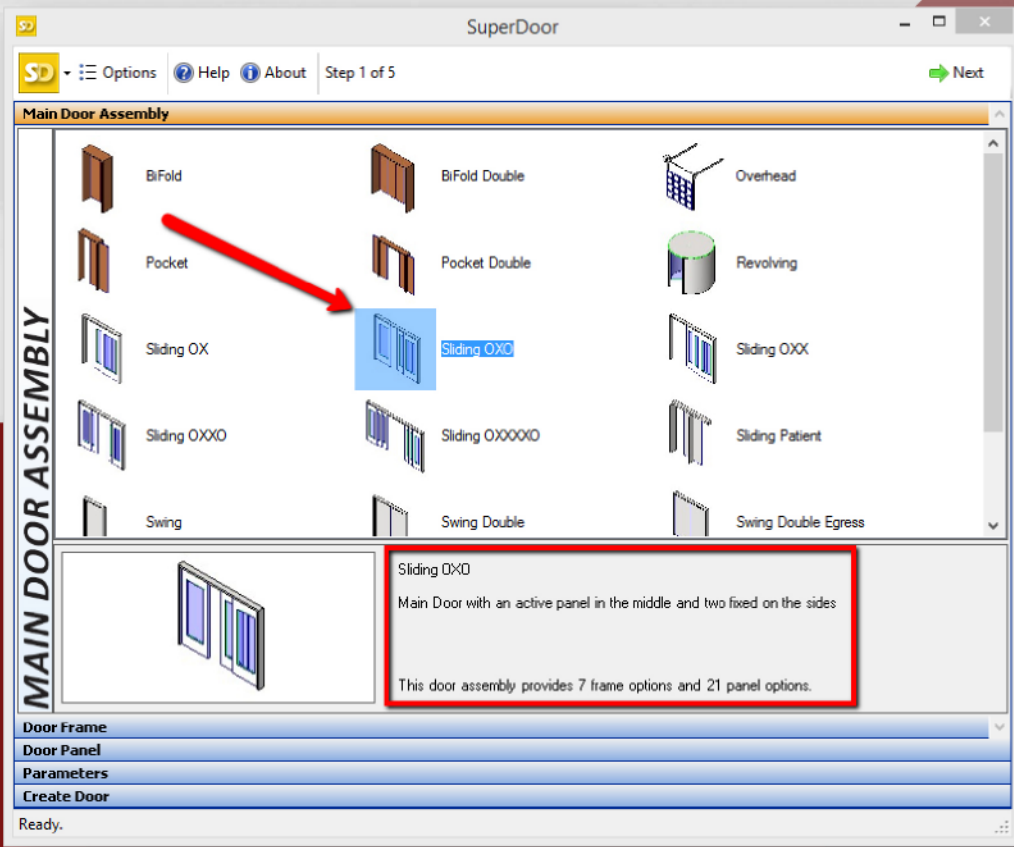 SD
SuperDoor
SD Options Help About Step 1 of 5 Next
Main Door Assembly
MAIN DOOR ASSEMBLY
BiFold
BiFold Double
Overhead
Pocket
Pocket Double
Revolving
Sliding OX
Sliding OXO
Sliding OXX
Sliding OXXO
Sliding OXXXXO
Sliding Patient
Swing
Swing Double
Swing Double Egress
Sliding OXO
Main Door with an active panel in the middle and two fixed on the sides
This door assembly provides 7 frame options and 21 panel options.
Door Frame
Door Panel
Parameters
Create Door
Ready.